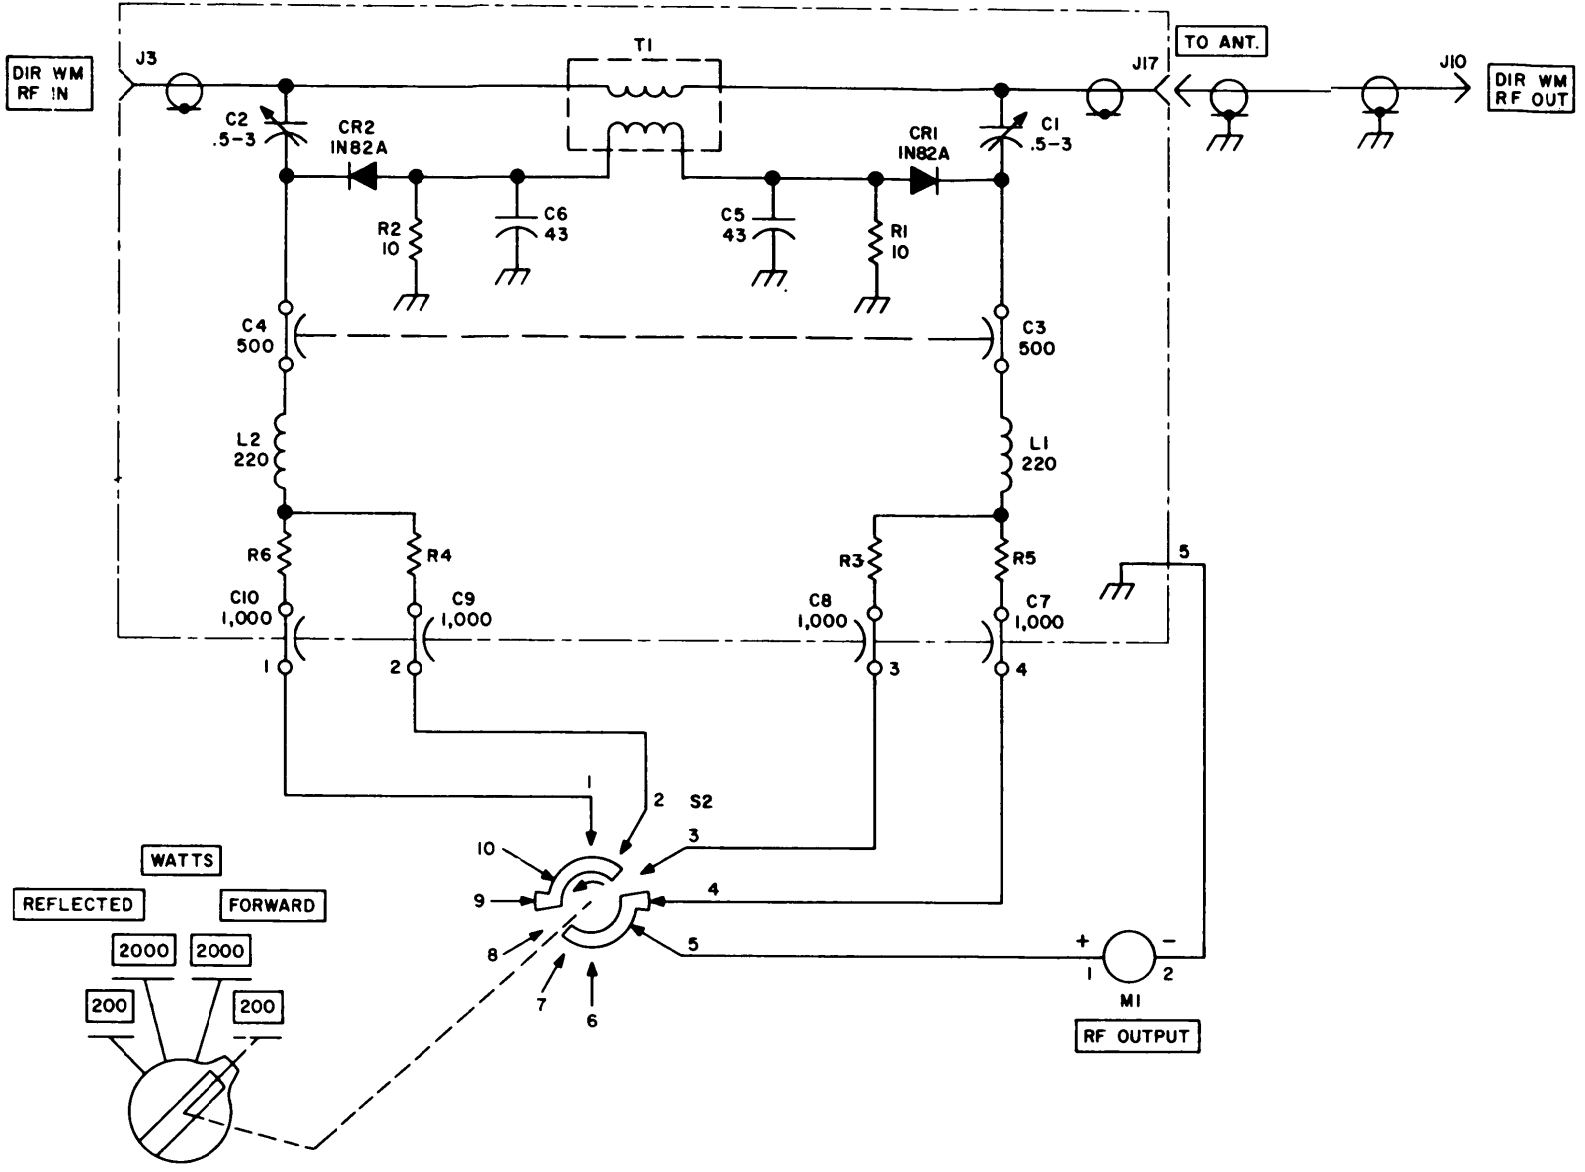 DIR WM
RF IN
J3
T1
TO ANT.
J17
J10
DIR WM
RF OUT
C2
.5-3
CR2
1N82A
CR1
1N82A
C1
.5-3
R2
10
C6
43
C5
43
R1
10
C4
500
C3
500
L2
220
L1
220
R6
R4
R3
R5
5
C10
1,000
C9
1,000
C8
1,000
C7
1,000
1
2
3
4
1
2
S2
3
10
9
4
8
5
7
6
+
-
1
2
M1
RF OUTPUT
WATTS
REFLECTED
FORWARD
2000
2000
200
200